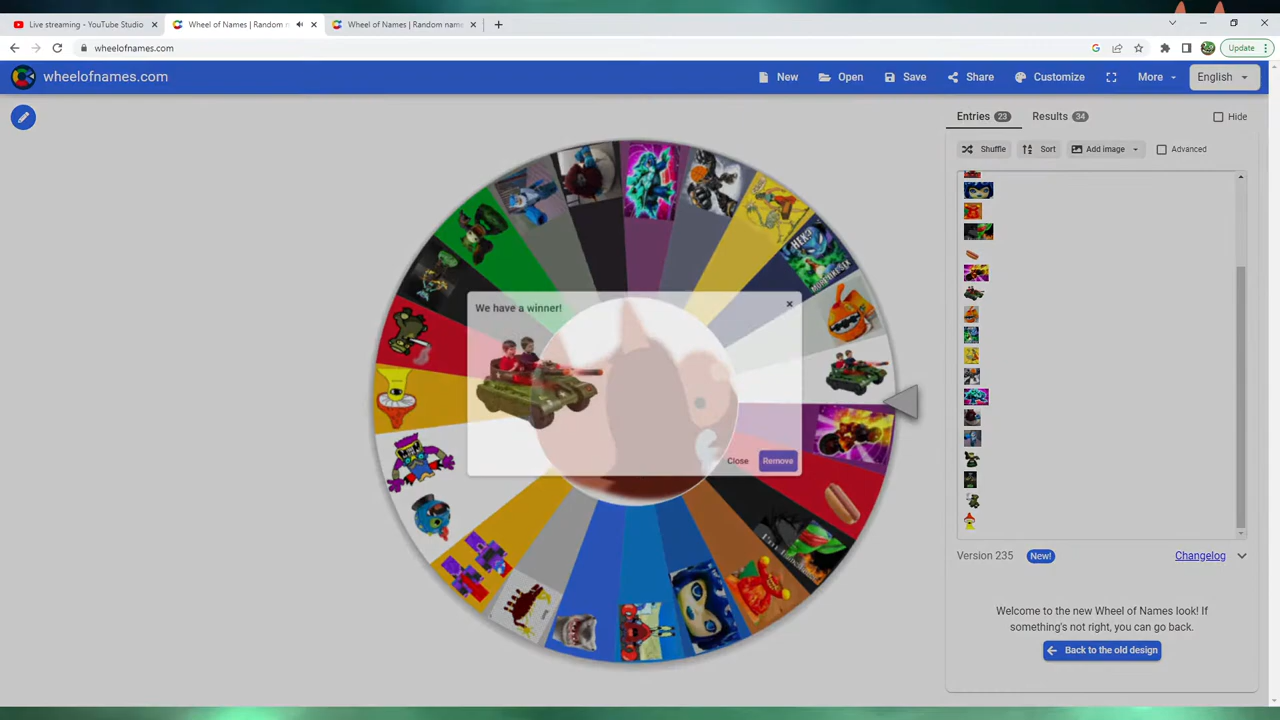 Live streaming - YouTube Studio
Wheel of Names | Random n
Wheel of Names | Random name
wheelofnames.com
Update
wheelofnames.com
New
Open
Save
Share
Customize
More
English
Entries 23
Results 34
Hide
Shuffle
Sort
Add image
Advanced
We have a winner!
Close
Remove
Version 235
New!
Changelog
Welcome to the new Wheel of Names look! If
something's not right, you can go back.
Back to the old design